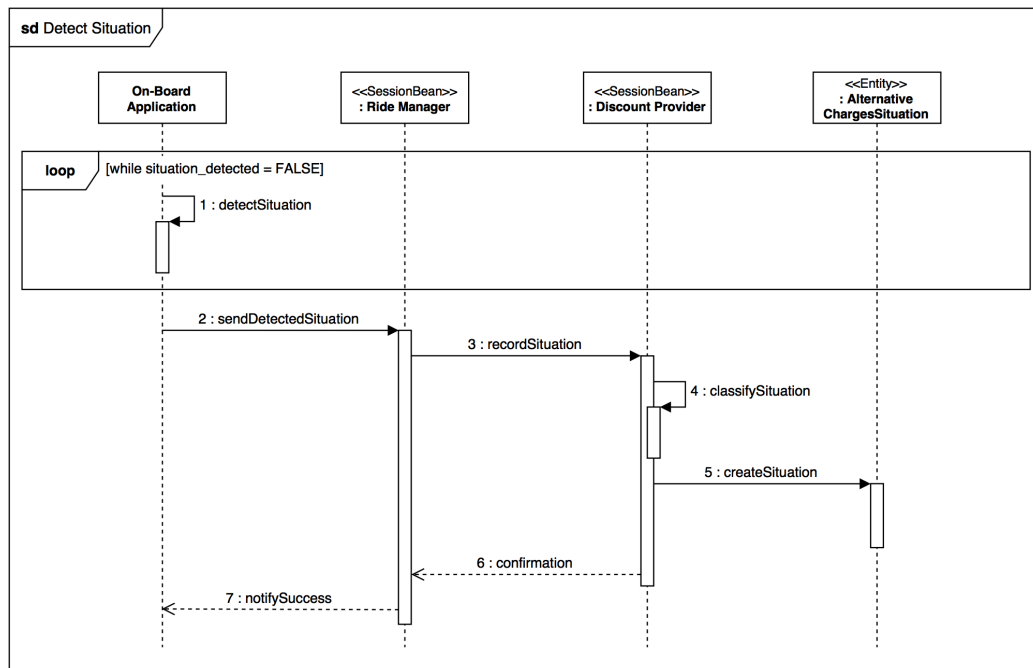 sd Detect Situation
On-Board
Application
<<SessionBean>>
: Ride Manager
<<SessionBean>>
: Discount Provider
<<Entity>>
: Alternative
ChargesSituation
loop
[while situation_detected = FALSE]
1 : detectSituation
2 : sendDetectedSituation
3 : recordSituation
4 : classifySituation
5 : createSituation
6 : confirmation
7 : notifySuccess